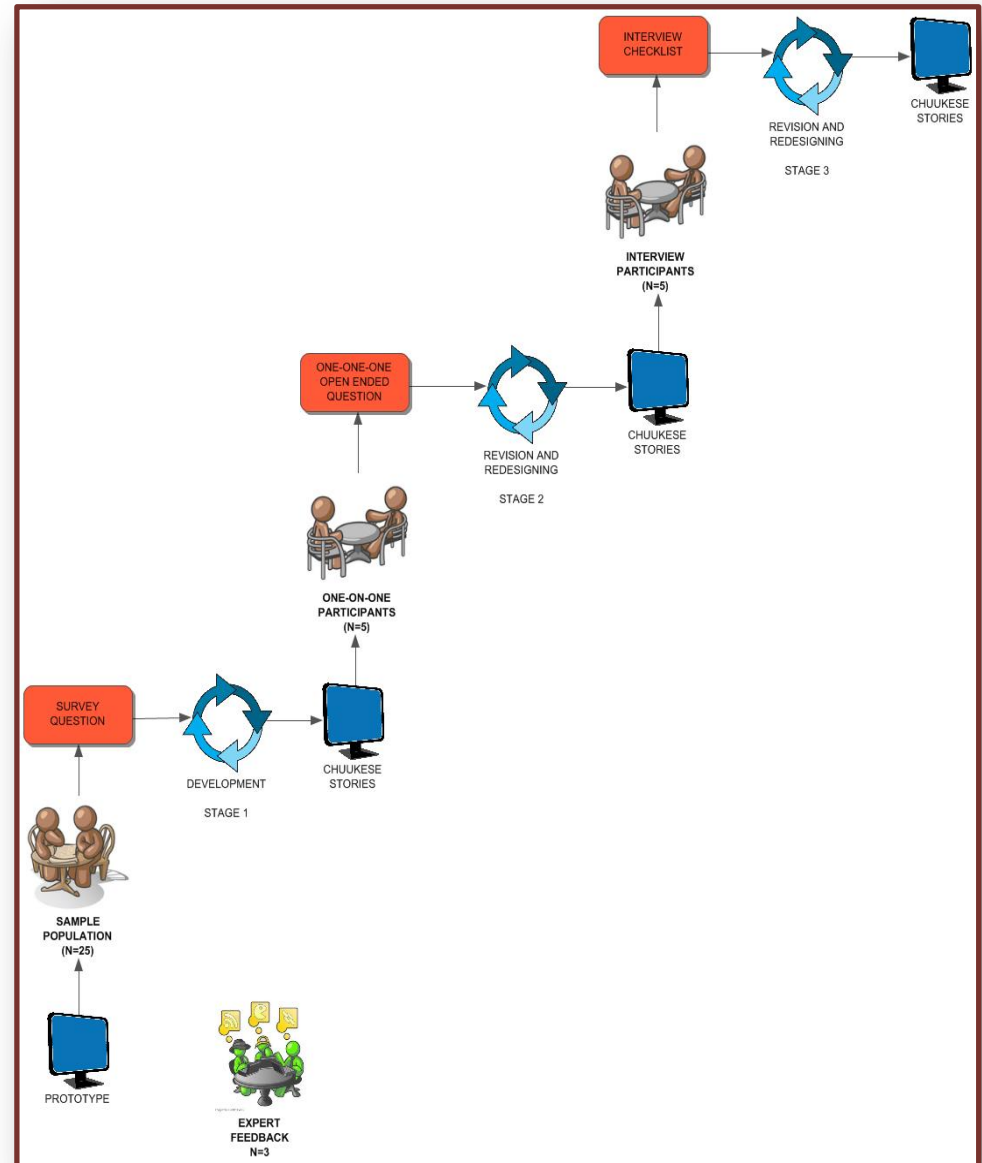 INTERVIEW
CHECKLIST
REVISION AND
REDESIGNING
STAGE 3
CHUUKESE
STORIES
INTERVIEW
PARTICIPANTS
(N=5)
ONE-ONE-ONE
OPEN ENDED
QUESTION
REVISION AND
REDESIGNING
STAGE 2
CHUUKESE
STORIES
ONE-ON-ONE
PARTICIPANTS
(N=5)
SURVEY
QUESTION
DEVELOPMENT
STAGE 1
CHUUKESE
STORIES
SAMPLE
POPULATION
(N=25)
PROTOTYPE
EXPERT
FEEDBACK
N=3